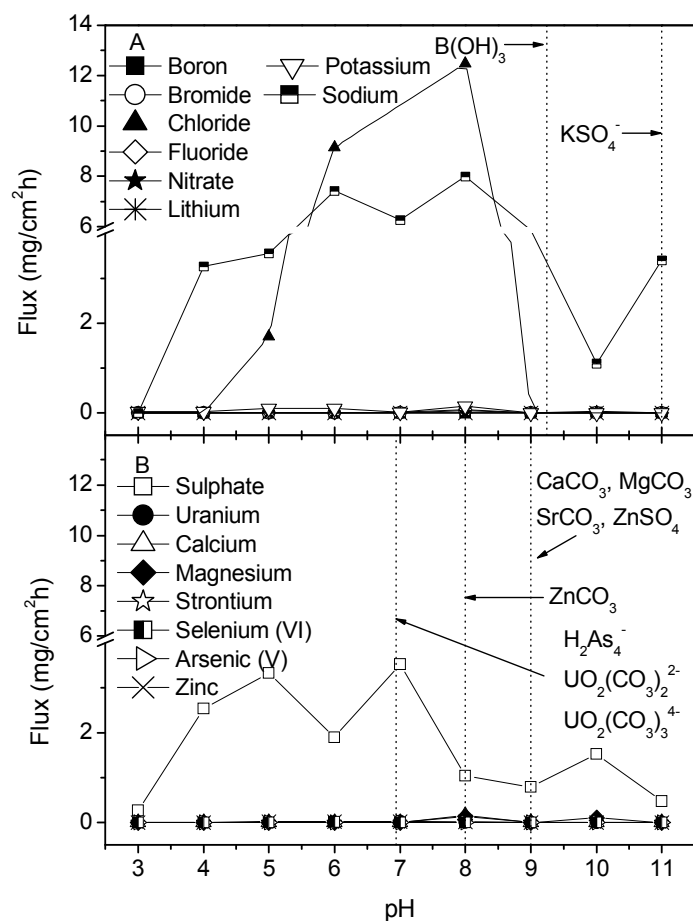 14
12
10
8
6
2
0
Flux (mg/cm²h)
A
Boron
Bromide
Chloride
Fluoride
Nitrate
Lithium
Potassium
Sodium
B(OH)₃
KSO₄⁻
12
10
8
6
2
0
Flux (mg/cm²h)
B
Sulphate
Uranium
Calcium
Magnesium
Strontium
Selenium (VI)
Arsenic (V)
Zinc
CaCO₃, MgCO₃
SrCO₃, ZnSO₄
ZnCO₃
H₂As₄⁻
UO₂(CO₃)₂²⁻
UO₂(CO₃)₃⁴⁻
3 4 5 6 7 8 9 10 11
pH